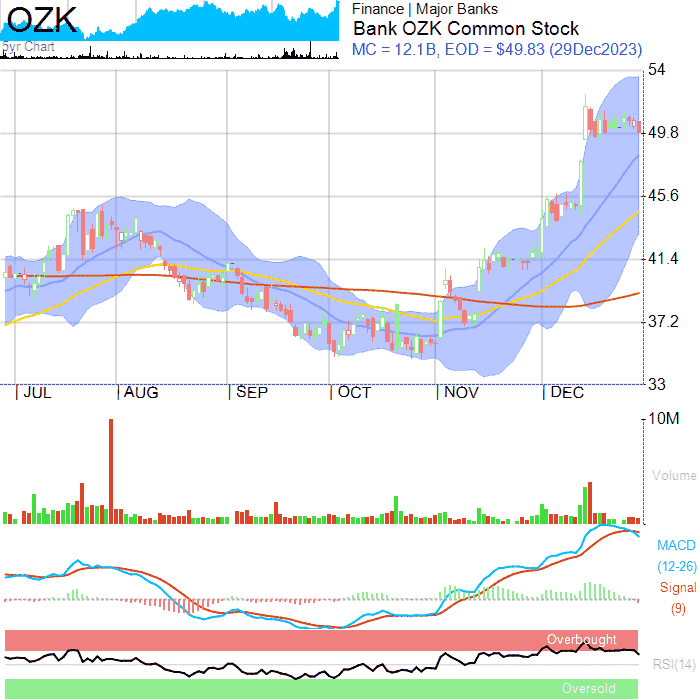 OZK
5yr Chart
Finance | Major Banks
Bank OZK Common Stock
MC = 12.1B, EOD = $49.83 (29Dec2023)
54
49.8
45.6
41.4
37.2
33
JUL AUG SEP OCT NOV DEC
10M
Volume
MACD
(12-26)
Signal
(9)
Overbought
RSI(14)
Oversold